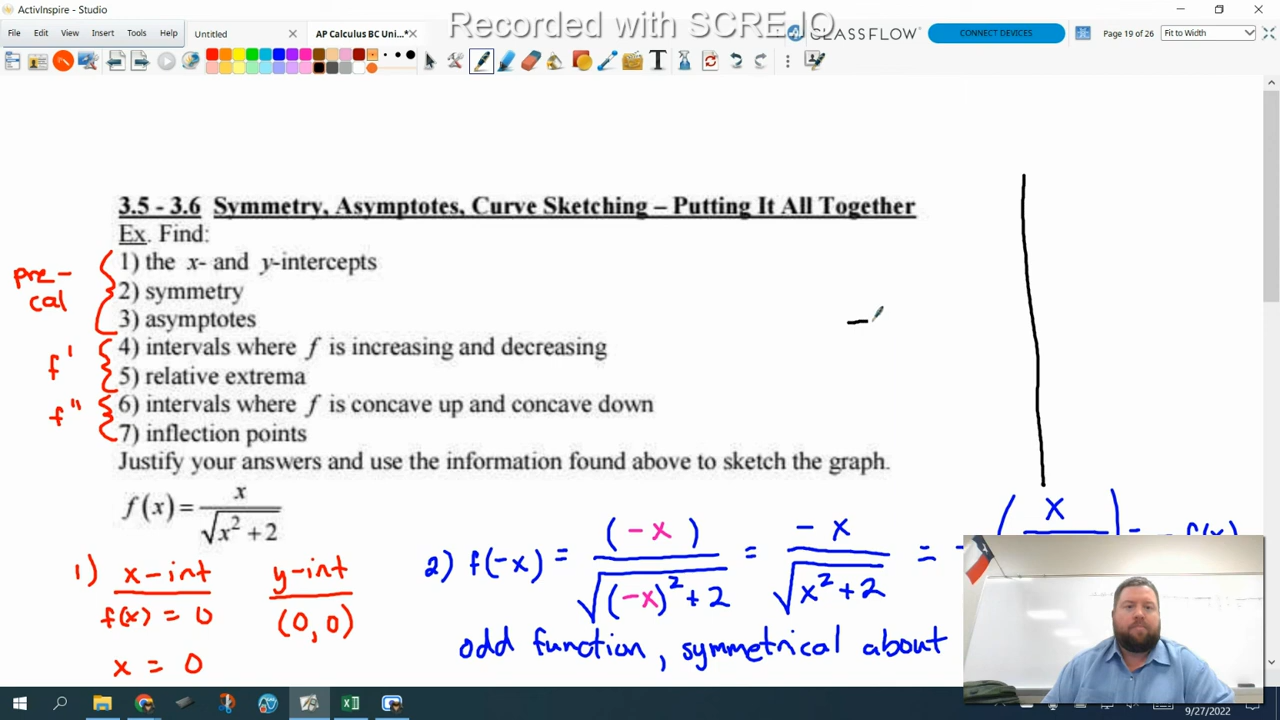 ActivInspire - Studio
Recorded with SCRE.IO
File Edit View Insert Tools Help
Untitled
AP Calculus BC Uni...*
CLASSFLOW
CONNECT DEVICES
Page 19 of 26
Fit to Width
3.5 - 3.6 Symmetry, Asymptotes, Curve Sketching – Putting It All Together
Ex. Find:
1) the x- and y-intercepts
2) symmetry
3) asymptotes
pre-cal
4) intervals where f is increasing and decreasing
5) relative extrema
f'
6) intervals where f is concave up and concave down
7) inflection points
f"
Justify your answers and use the information found above to sketch the graph.
f(x) = x / √x² + 2
1) x-int y-int
f(x) = 0 (0,0)
x = 0
2) f(-x) = (-x) / √(-x)² + 2 = - x / √x² + 2 = - ( x ) = - f(x)
odd function, symmetrical about
9/27/2022